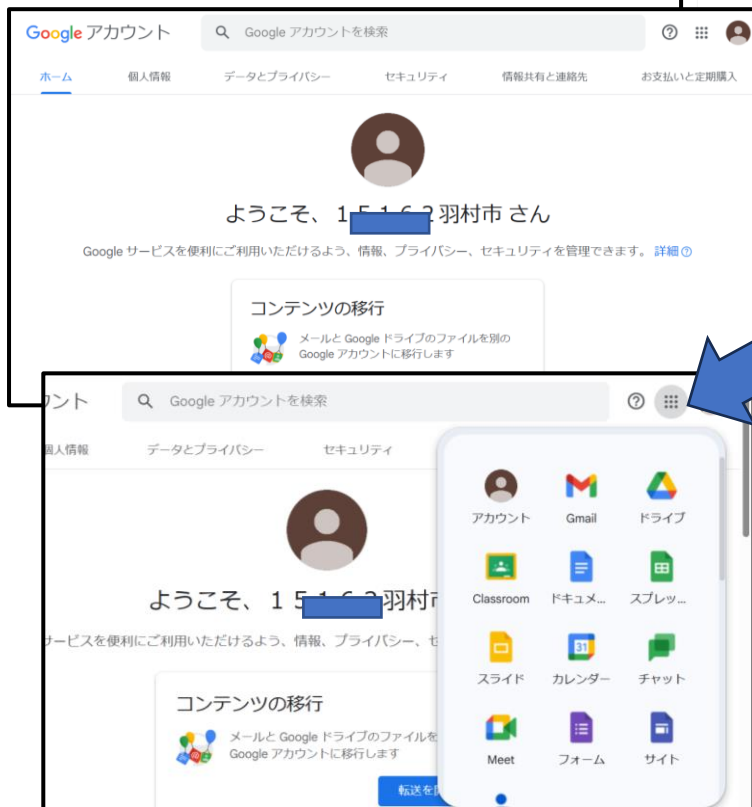 Google アカウント
Google アカウントを検索
ホーム 個人情報 データとプライバシー セキュリティ 情報共有と連絡先 お支払いと定期購入
ようこそ、１ 羽村市 さん
Google サービスを便利にご利用いただけるよう、情報、プライバシー、セキュリティを管理できます。 詳細
コンテンツの移行
メールと Google ドライブのファイルを別の
Google アカウントに移行します
ウント
Google アカウントを検索
個人情報 データとプライバシー セキュリティ
ようこそ、１ 羽村市
サービスを便利にご利用いただけるよう、情報、プライバシー、セ
コンテンツの移行
メールと Google ドライブのファイルを
Google アカウントに移行します
転送を
アカウント Gmail ドライブ
Classroom ドキュメ... スプレッ...
31
スライド カレンダー チャット
Meet フォーム サイト